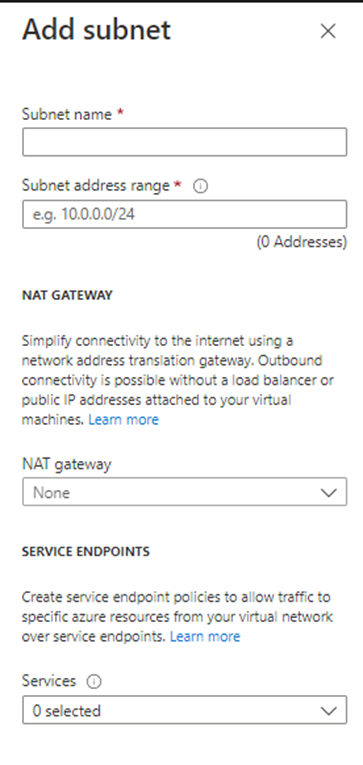 Add subnet
Subnet name *
Subnet address range *
e.g. 10.0.0.0/24
(0 Addresses)
NAT GATEWAY
Simplify connectivity to the internet using a
network address translation gateway. Outbound
connectivity is possible without a load balancer or
public IP addresses attached to your virtual
machines. Learn more
NAT gateway
None
SERVICE ENDPOINTS
Create service endpoint policies to allow traffic to
specific azure resources from your virtual network
over service endpoints. Learn more
Services
0 selected